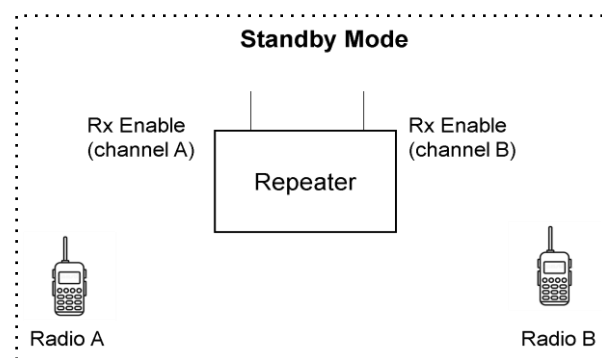 Standby Mode
Rx Enable
(channel A)
Rx Enable
(channel B)
Repeater
Radio A
Radio B